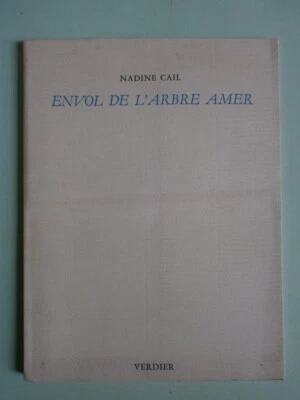 NADINE CAIL
ENVOL DE L'ARBRE AMER
VERDIER